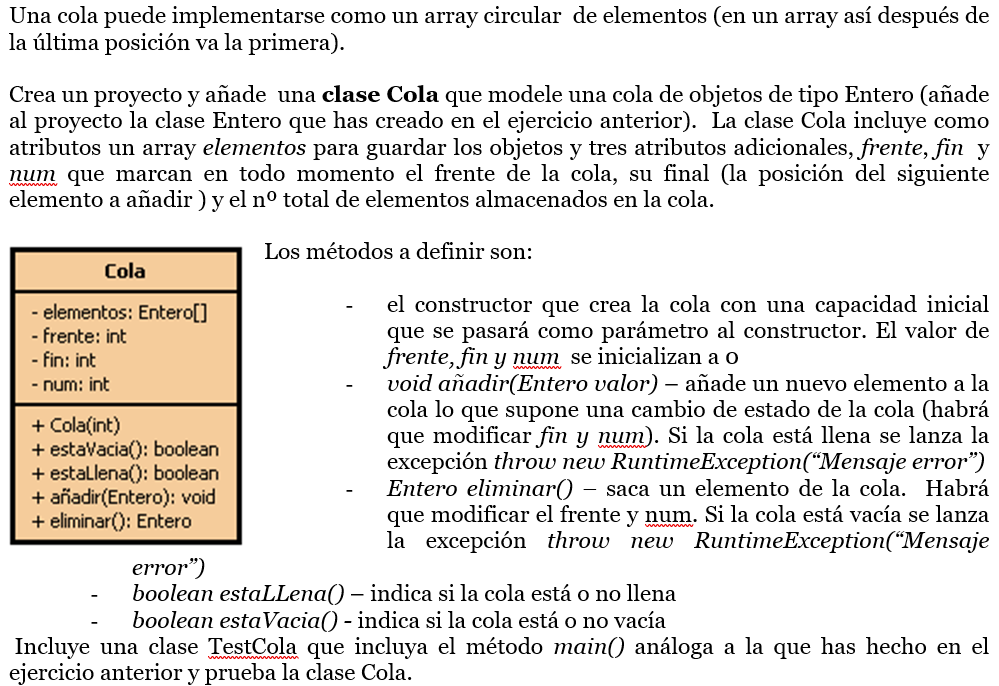 Una cola puede implementarse como un array circular de elementos (en un array así después de
la última posición va la primera).
Crea un proyecto y añade una clase Cola que modele una cola de objetos de tipo Entero (añade
al proyecto la clase Entero que has creado en el ejercicio anterior). La clase Cola incluye como
atributos un array elementos para guardar los objetos y tres atributos adicionales, frente, fin y
num que marcan en todo momento el frente de la cola, su final (la posición del siguiente
elemento a añadir ) y el nº total de elementos almacenados en la cola.
Cola
- elementos: Entero[]
- frente: int
- fin: int
- num: int
+ Cola(int)
+ estaVacia(): boolean
+ estaLlena(): boolean
+ añadir(Entero): void
+ eliminar(): Entero
Los métodos a definir son:
- el constructor que crea la cola con una capacidad inicial
que se pasará como parámetro al constructor. El valor de
frente, fin y num se inicializan a 0
- void añadir(Entero valor) – añade un nuevo elemento a la
cola lo que supone una cambio de estado de la cola (habrá
que modificar fin y num). Si la cola está llena se lanza la
excepción throw new RuntimeException(“Mensaje error”)
- Entero eliminar() – saca un elemento de la cola. Habrá
que modificar el frente y num. Si la cola está vacía se lanza
la excepción throw new RuntimeException(“Mensaje
error”)
- boolean estaLLena() – indica si la cola está o no llena
- boolean estaVacia() - indica si la cola está o no vacía
Incluye una clase TestCola que incluya el método main() análoga a la que has hecho en el
ejercicio anterior y prueba la clase Cola.